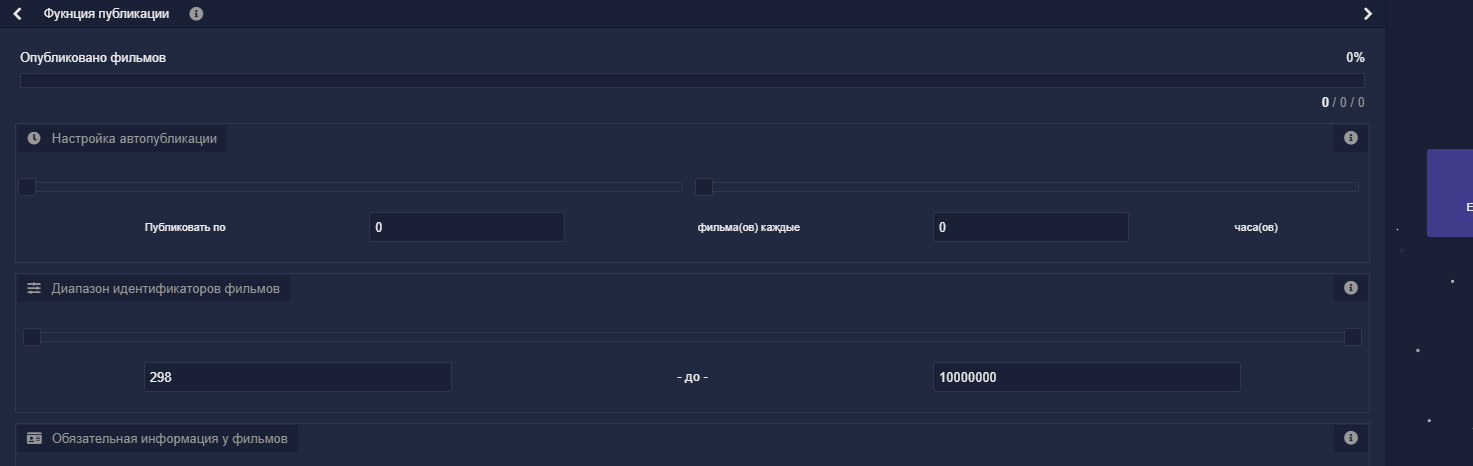 Фукнция публикации
Опубликовано фильмов 0%
0 / 0 / 0
Настройка автопубликации
Публиковать по 0 фильма(ов) каждые 0 часа(ов)
Диапазон идентификаторов фильмов
298 - до - 10000000
Обязательная информация у фильмов